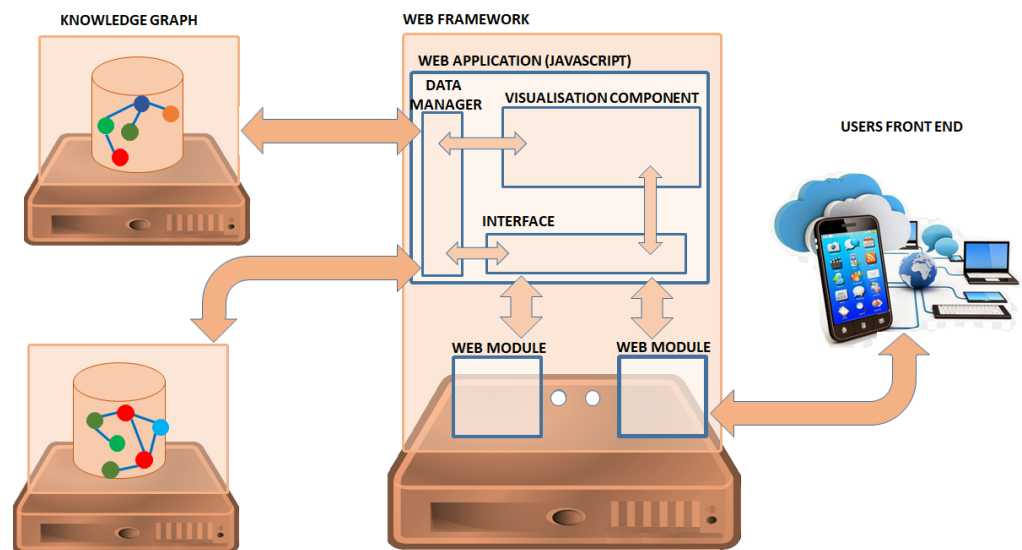 KNOWLEDGE GRAPH
WEB FRAMEWORK
WEB APPLICATION (JAVASCRIPT)
DATA
MANAGER
VISUALISATION COMPONENT
USERS FRONT END
INTERFACE
WEB MODULE
WEB MODULE